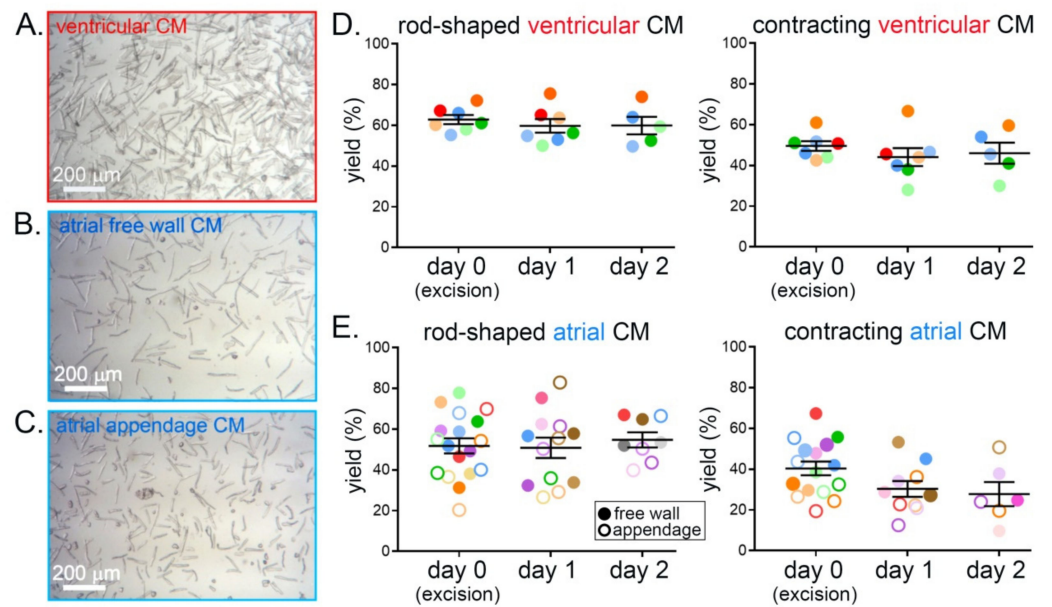 A.
ventricular CM
200 µm
B.
atrial free wall CM
200 µm
C.
atrial appendage CM
200 µm
D.
rod-shaped ventricular CM
yield (%)
100
80
60
40
20
0
day 0
(excision)
day 1
day 2
contracting ventricular CM
yield (%)
100
80
60
40
20
0
day 0
(excision)
day 1
day 2
E.
rod-shaped atrial CM
yield (%)
100
80
60
40
20
0
free wall
appendage
day 0
(excision)
day 1
day 2
contracting atrial CM
yield (%)
100
80
60
40
20
0
day 0
(excision)
day 1
day 2